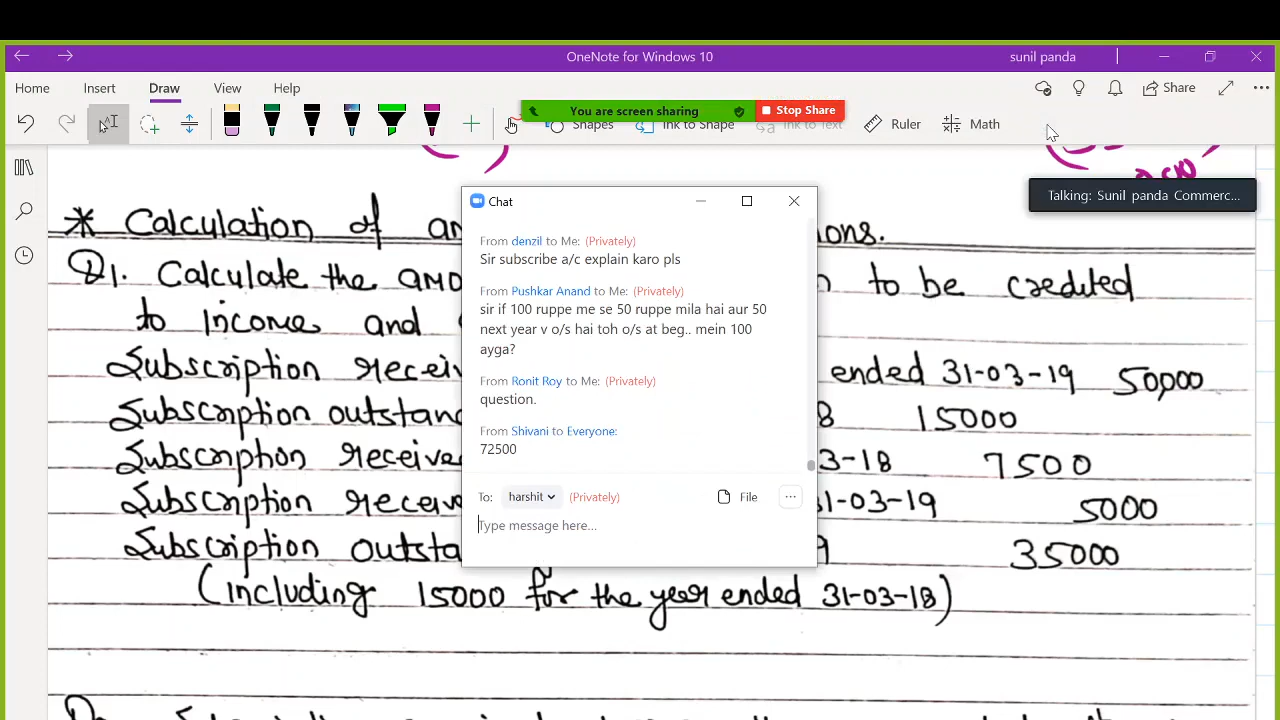 OneNote for Windows 10
sunil panda
Home Insert Draw View Help
Share
You are screen sharing Stop Share
Shapes Ink to Shape Ink to Text Ruler Math
Talking: Sunil panda Commerc...
* Calculation of an ons.
Q1. Calculate the amo n to be credited
to Income and
Subscription receiv ended 31-03-19 50,000
Subscription outstan 8 15000
Subscription receive 3-18 7500
Subscription receive 1-03-19 5000
Subscription outsta 9 35000
(including 15000 for the year ended 31-03-18)
Chat
From denzil to Me: (Privately)
Sir subscribe a/c explain karo pls
From Pushkar Anand to Me: (Privately)
sir if 100 ruppe me se 50 ruppe mila hai aur 50
next year v o/s hai toh o/s at beg.. mein 100
ayga?
From Ronit Roy to Me: (Privately)
question.
From Shivani to Everyone:
72500
To: harshit (Privately) File
Type message here...